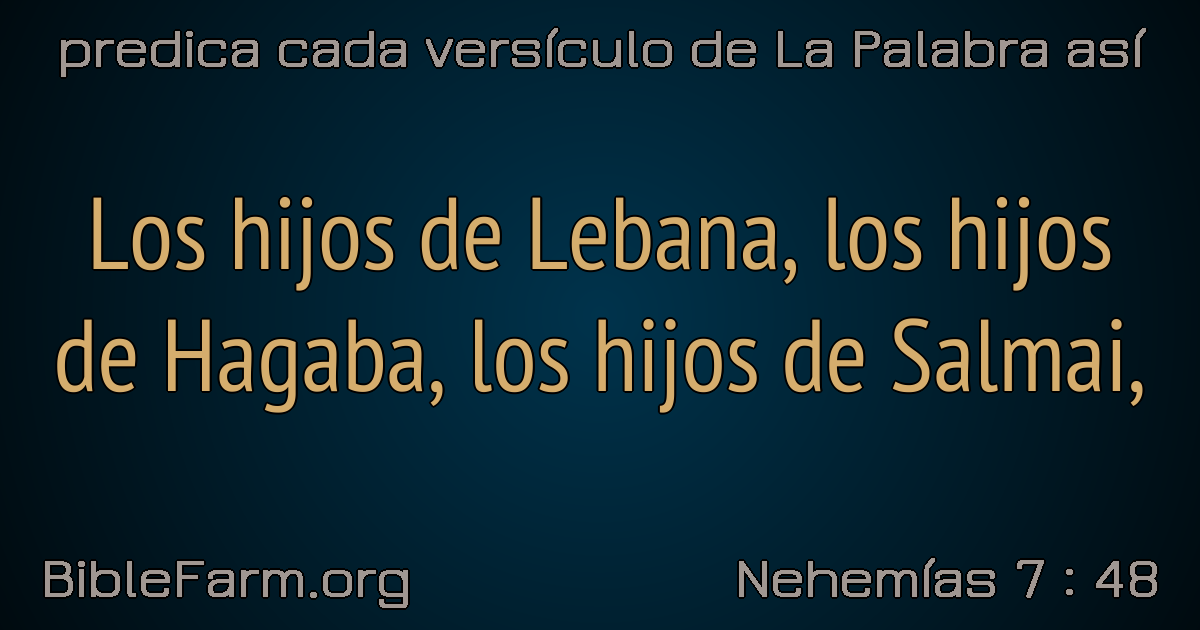 predica cada versículo de La Palabra así
Los hijos de Lebana, los hijos
de Hagaba, los hijos de Salmai,
BibleFarm.org
Nehemías 7 : 48